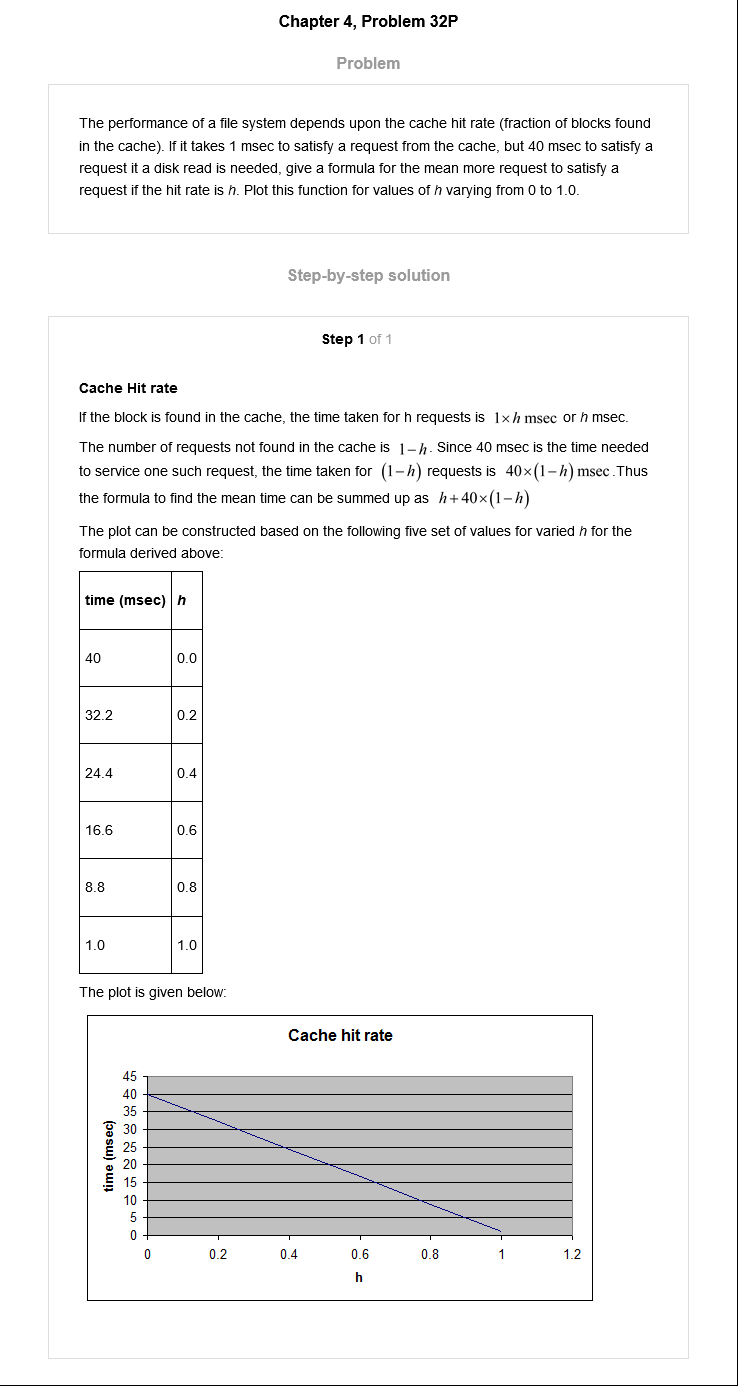 Chapter 4, Problem 32P
Problem
The performance of a file system depends upon the cache hit rate (fraction of blocks found
in the cache). If it takes 1 msec to satisfy a request from the cache, but 40 msec to satisfy a
request it a disk read is needed, give a formula for the mean more request to satisfy a
request if the hit rate is h. Plot this function for values of h varying from 0 to 1.0.
Step-by-step solution
Step 1 of 1
Cache Hit rate
If the block is found in the cache, the time taken for h requests is 1×h msec or h msec.
The number of requests not found in the cache is 1−h. Since 40 msec is the time needed
to service one such request, the time taken for (1−h) requests is 40×(1−h) msec.Thus
the formula to find the mean time can be summed up as h+40×(1−h)
The plot can be constructed based on the following five set of values for varied h for the
formula derived above:
time (msec) h
40 0.0
32.2 0.2
24.4 0.4
16.6 0.6
8.8 0.8
1.0 1.0
The plot is given below:
Cache hit rate
time (msec)
45
40
35
30
25
20
15
10
5
0
0 0.2 0.4 0.6 0.8 1 1.2
h